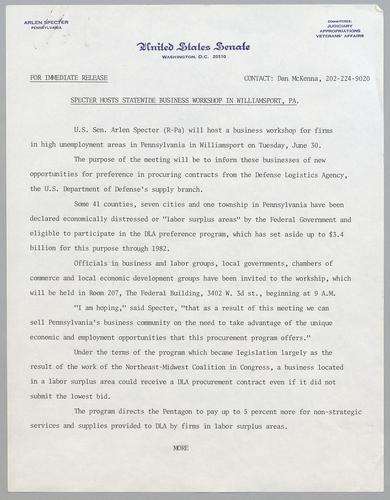 ARLEN SPECTER
PENNSYLVANIA
COMMITTEES:
JUDICIARY
APPROPRIATIONS
VETERANS' AFFAIRS
United States Senate
WASHINGTON, D.C. 20510
FOR IMMEDIATE RELEASE
CONTACT: Dan McKenna, 202-224-9020
SPECTER HOSTS STATEWIDE BUSINESS WORKSHOP IN WILLIAMSPORT, PA.
U.S. Sen. Arlen Specter (R-Pa) will host a business workshop for firms
in high unemployment areas in Pennsylvania in Williamsport on Tuesday, June 30.
The purpose of the meeting will be to inform these businesses of new
opportunities for preference in procuring contracts from the Defense Logistics Agency,
the U.S. Department of Defense's supply branch.
Some 41 counties, seven cities and one township in Pennsylvania have been
declared economically distressed or "labor surplus areas" by the Federal Government and
eligible to participate in the DLA preference program, which has set aside up to $3.4
billion for this purpose through 1982.
Officials in business and labor groups, local governments, chambers of
commerce and local economic development groups have been invited to the workship, which
will be held in Room 207, The Federal Building, 3402 W. 3d st., beginning at 9 A.M.
"I am hoping," said Specter, "that as a result of this meeting we can
sell Pennsylvania's business community on the need to take advantage of the unique
economic and employment opportunities that this procurement program offers."
Under the terms of the program which became legislation largely as the
result of the work of the Northeast-Midwest Coalition in Congress, a business located
in a labor surplus area could receive a DLA procurement contract even if it did not
submit the lowest bid.
The program directs the Pentagon to pay up to 5 percent more for non-strategic
services and supplies provided to DLA by firms in labor surplus areas.
MORE